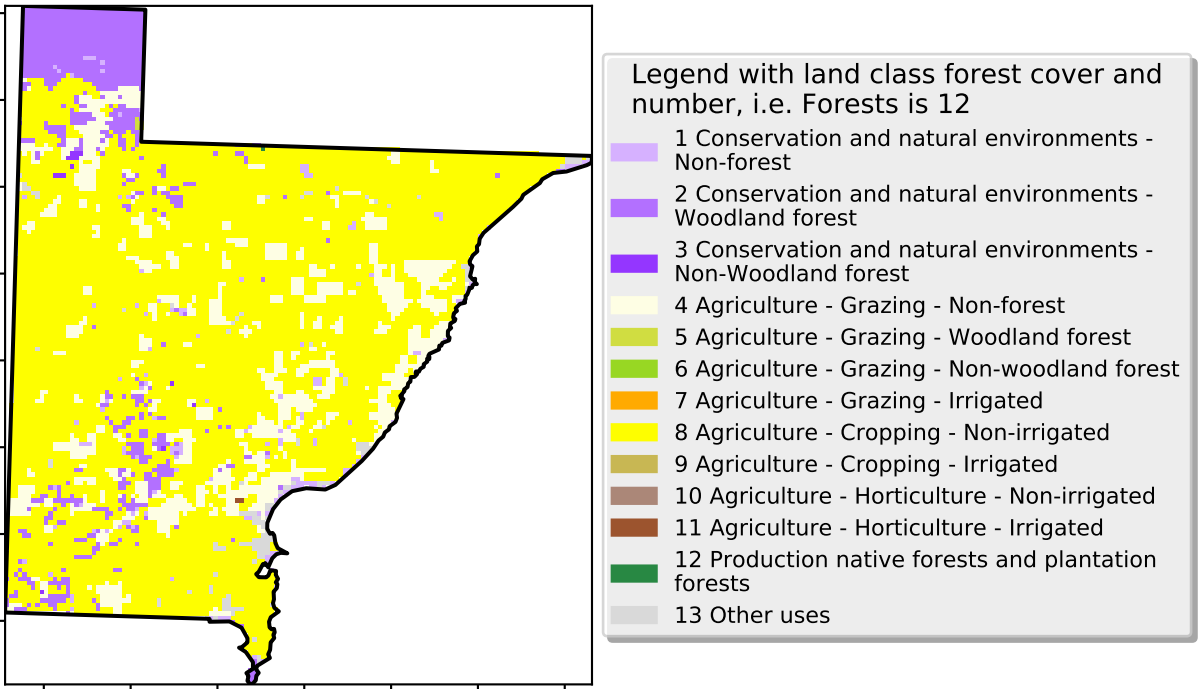 Legend with land class forest cover and
number, i.e. Forests is 12
1 Conservation and natural environments -
Non-forest
2 Conservation and natural environments -
Woodland forest
3 Conservation and natural environments -
Non-Woodland forest
4 Agriculture - Grazing - Non-forest
5 Agriculture - Grazing - Woodland forest
6 Agriculture - Grazing - Non-woodland forest
7 Agriculture - Grazing - Irrigated
8 Agriculture - Cropping - Non-irrigated
9 Agriculture - Cropping - Irrigated
10 Agriculture - Horticulture - Non-irrigated
11 Agriculture - Horticulture - Irrigated
12 Production native forests and plantation
forests
13 Other uses